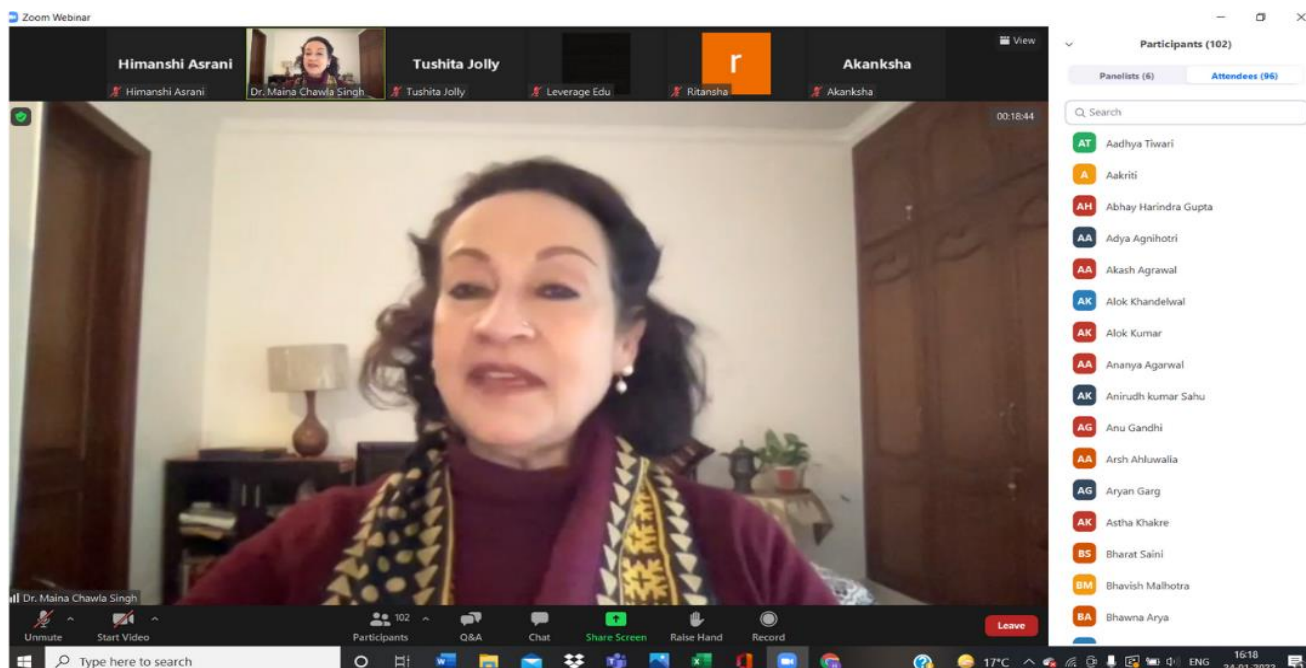 Zoom Webinar
Himanshi Asrani
Tushita Jolly
r
Akanksha
View
Himanshi Asrani
Dr. Maina Chawla Singh
Tushita Jolly
Leverage Edu
Ritansha
Akanksha
00:18:44
Participants (102)
Panelists (6)
Attendees (96)
Search
AT Aadhya Tiwari
A Aakriti
AH Abhay Harindra Gupta
AA Adya Agnihotri
AA Akash Agrawal
AK Alok Khandelwal
AK Alok Kumar
AA Ananya Agarwal
AK Anirudh kumar Sahu
AG Anu Gandhi
AA Arsh Ahluwalia
AG Aryan Garg
AK Astha Khakre
BS Bharat Saini
BM Bhavish Malhotra
BA Bhawna Arya
Dr. Maina Chawla Singh
Unmute
Start Video
102
Participants
Q&A
Chat
Share Screen
Raise Hand
Record
Leave
Type here to search
17°C
ENG
16:18